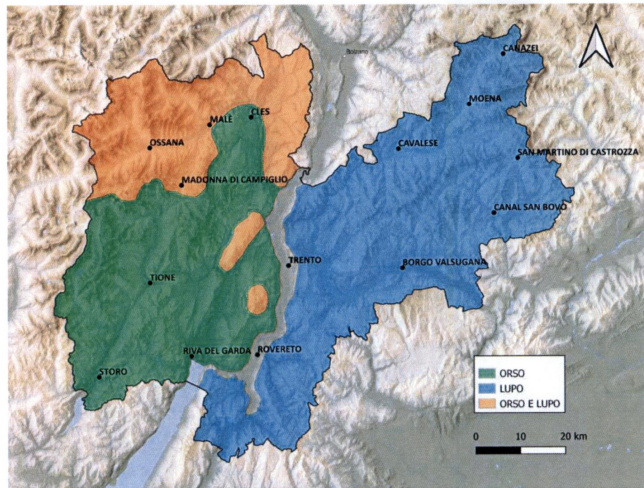 Bolzano
CANAZEI
MOENA
CLES
MALÈ
OSSANA
CAVALESE
SAN MARTINO DI CASTROZZA
MADONNA DI CAMPIGLIO
CANAL SAN BOVO
TRENTO
BORGO VALSUGANA
TIONE
RIVA DEL GARDA
ROVERETO
STORO
ORSO
LUPO
ORSO E LUPO
0 10 20 km